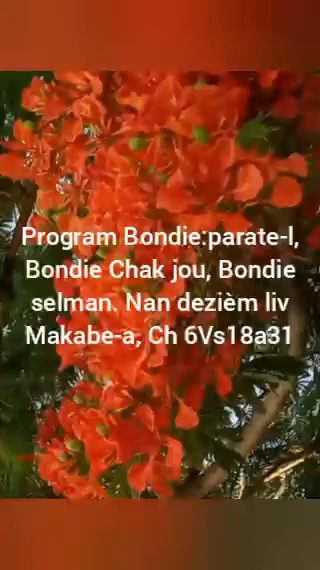 Program Bondie:parate-l,
Bondie Chak jou, Bondie
selman. Nan dezièm liv
Makabe-a, Ch 6Vs18a31